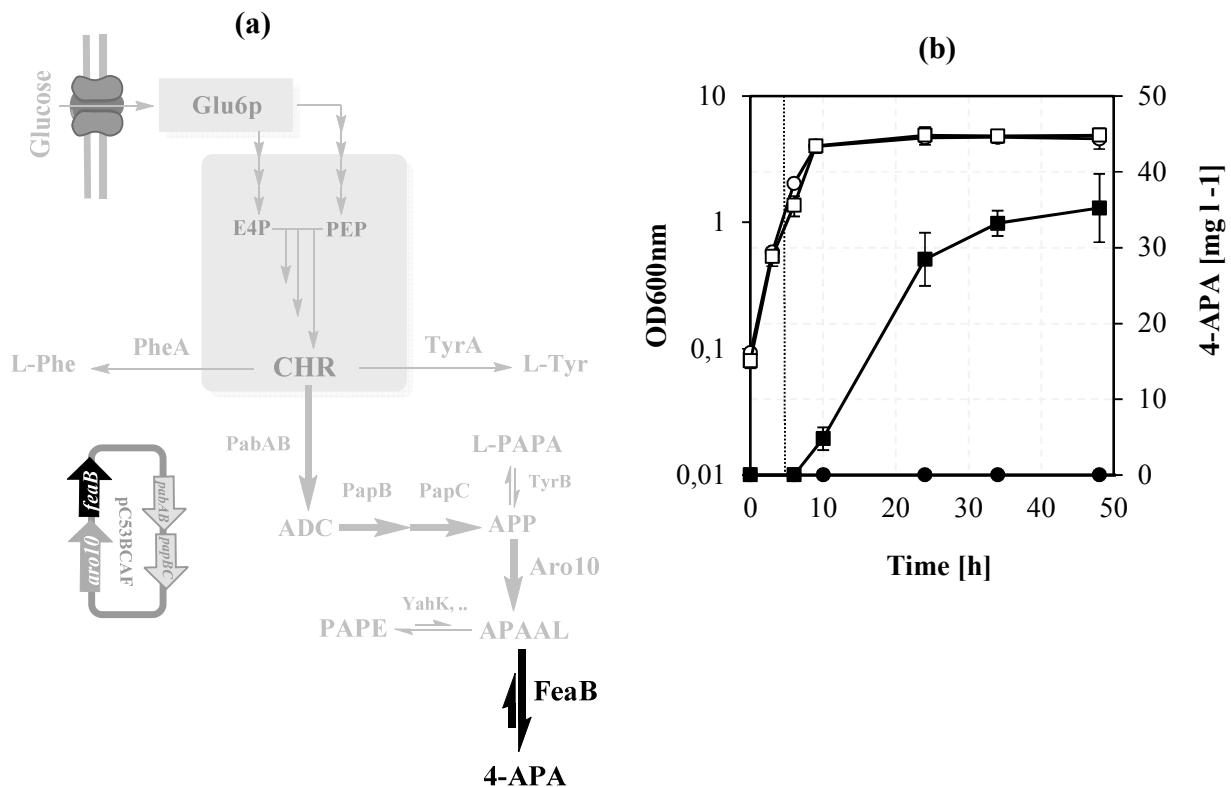 (a)
Glucose
Glu6p
E4P
PEP
PheA
TyrA
L-Phe
CHR
L-Tyr
PabAB
L-PAPA
PapB
PapC
TyrB
ADC
APP
Aro10
feaB
aro10
pC53BCAF
pabAB
papBC
YahK, ..
PAPE
APAAL
FeaB
4-APA
(b)
OD600nm
10
1
0,1
0,01
50
40
30
20
10
0
4-APA [mg l -1]
0 10 20 30 40 50
Time [h]